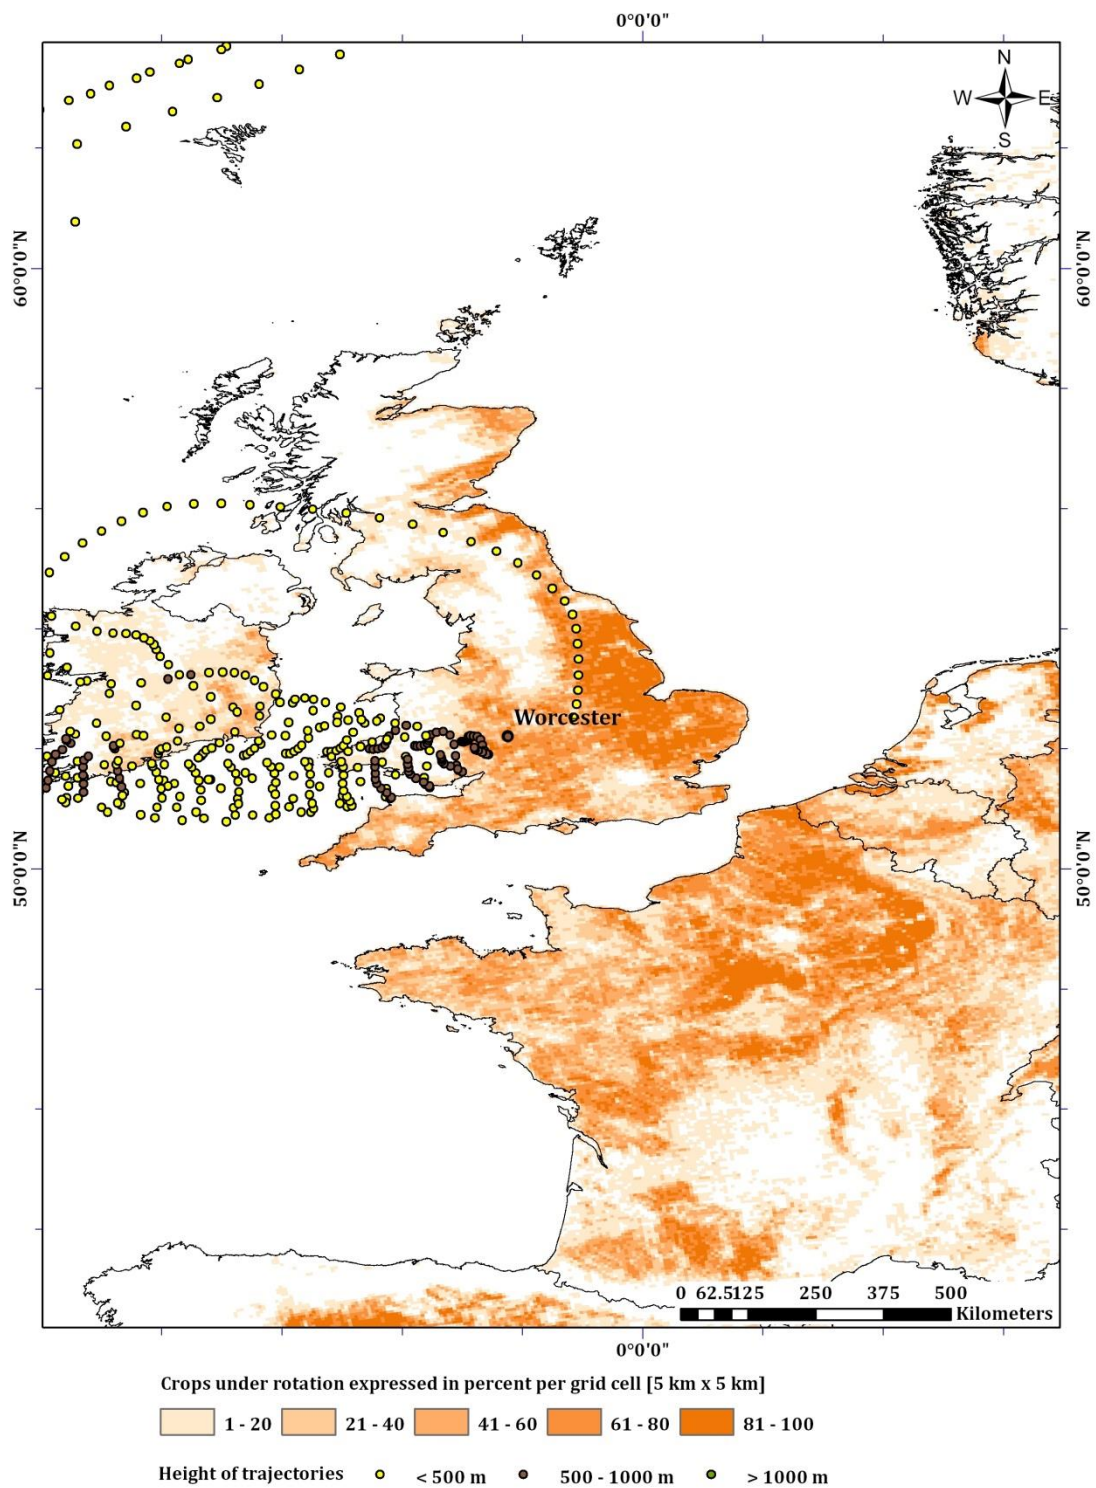 0°0'0"
N
W E
S
60°0'0"N
60°0'0"N
Worcester
50°0'0"N
50°0'0"N
0 62.5125 250 375 500
Kilometers
0°0'0"
Crops under rotation expressed in percent per grid cell [5 km x 5 km]
1 - 20 21 - 40 41 - 60 61 - 80 81 - 100
Height of trajectories < 500 m 500 - 1000 m > 1000 m